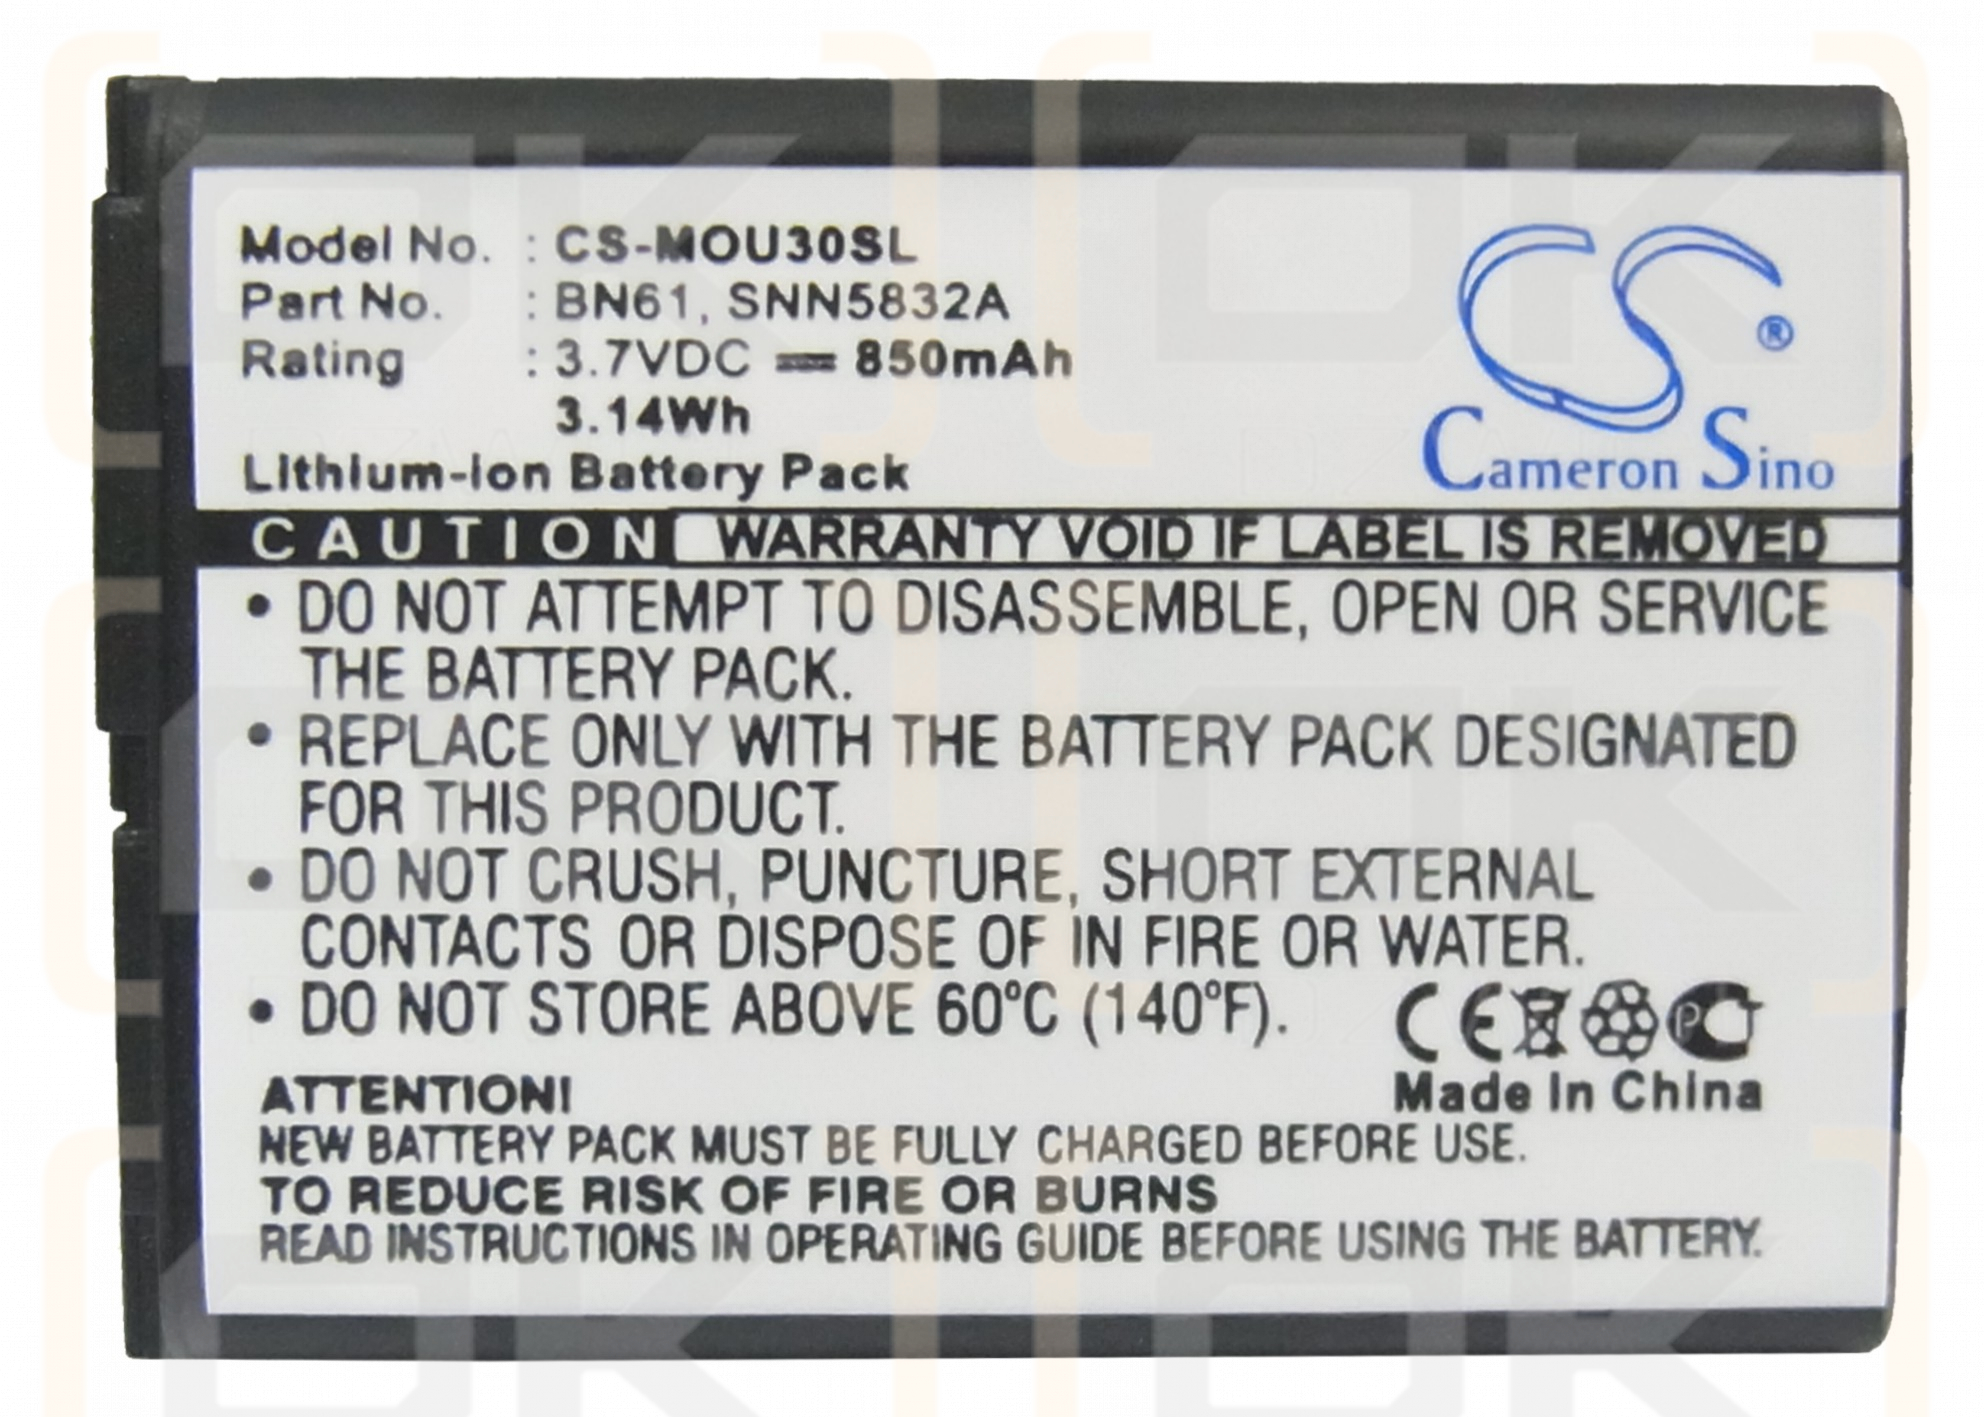 Model No. : CS-MOU30SL
Part No. : BN61, SNN5832A
Rating : 3.7VDC ⎓ 850mAh
3.14Wh
Lithium-ion Battery Pack
CS®
Cameron Sino
CAUTION WARRANTY VOID IF LABEL IS REMOVED
• DO NOT ATTEMPT TO DISASSEMBLE, OPEN OR SERVICE
THE BATTERY PACK.
• REPLACE ONLY WITH THE BATTERY PACK DESIGNATED
FOR THIS PRODUCT.
• DO NOT CRUSH, PUNCTURE, SHORT EXTERNAL
CONTACTS OR DISPOSE OF IN FIRE OR WATER.
• DO NOT STORE ABOVE 60°C (140°F).
CE
Made In China
ATTENTION!
NEW BATTERY PACK MUST BE FULLY CHARGED BEFORE USE.
TO REDUCE RISK OF FIRE OR BURNS
READ INSTRUCTIONS IN OPERATING GUIDE BEFORE USING THE BATTERY.